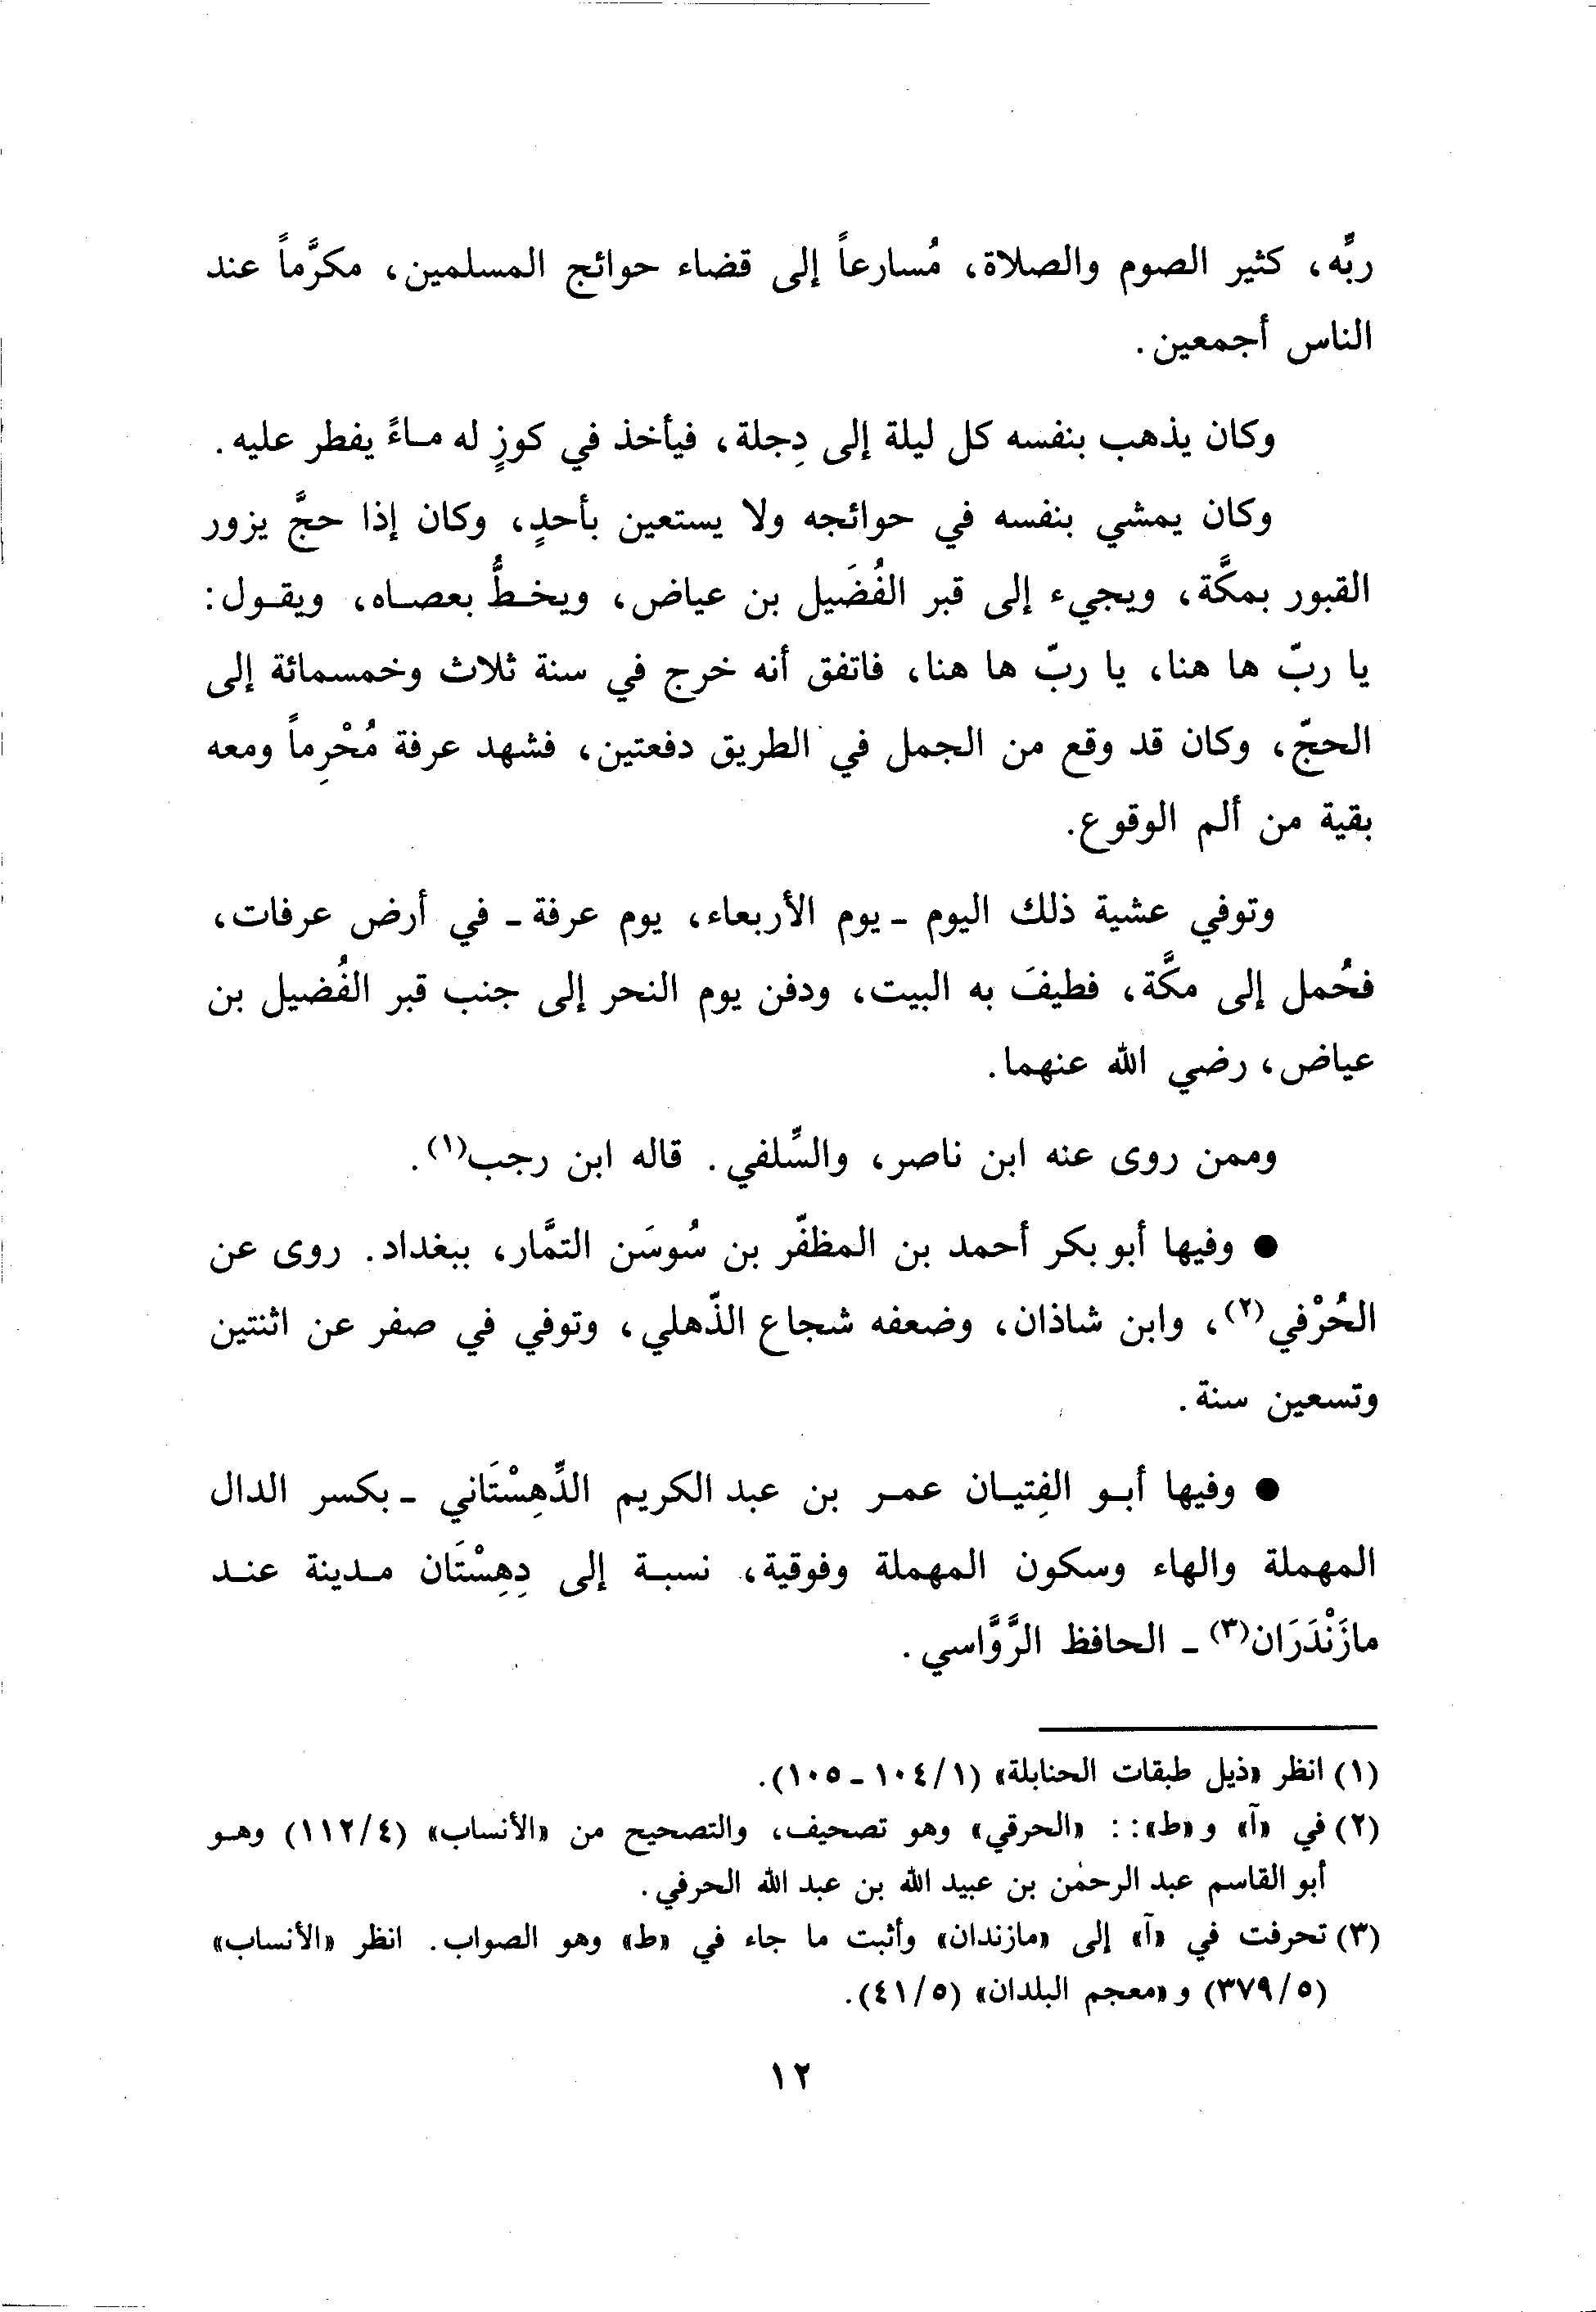 ربِّه، كثير الصوم والصلاة، مُسارعاً إلى قضاء حوائج المسلمين، مكرَّماً عند
الناس أجمعين.
وكان يذهب بنفسه كل ليلة إلى دِجلة، فيأخذ في كوزٍ له ماءً يفطر عليه.
وكان يمشي بنفسه في حوائجه ولا يستعين بأحدٍ، وكان إذا حجَّ يزور
القبور بمكَّة، ويجيء إلى قبر الفُضَيل بن عياض، ويخطُّ بعصاه، ويقول:
يا ربّ ها هنا، يا ربّ ها هنا، فاتفق أنه خرج في سنة ثلاث وخمسمائة إلى
الحجّ، وكان قد وقع من الجمل في الطريق دفعتين، فشهد عرفة مُحْرِماً ومعه
بقية من ألم الوقوع.
وتوفي عشية ذلك اليوم - يوم الأربعاء، يوم عرفة - في أرض عرفات،
فحُمل إلى مكَّة، فطيفَ به البيت، ودفن يوم النحر إلى جنب قبر الفُضيل بن
عياض، رضي الله عنهما.
وممن روى عنه ابن ناصر، والسِّلفي. قاله ابن رجب(١).
● وفيها أبو بكر أحمد بن المظفّر بن سُوسَن التمَّار، ببغداد. روى عن
الحُرْفي(٢)، وابن شاذان، وضعفه شجاع الذّهلي، وتوفي في صفر عن اثنتين
وتسعين سنة.
● وفيها أبو الفِتيان عمر بن عبد الكريم الدِّهِسْتَاني - بكسر الدال
المهملة والهاء وسكون المهملة وفوقية، نسبة إلى دِهِسْتَان مدينة عند
مازَنْدَرَان(٣) - الحافظ الرَّوَّاسي.
(١) انظر «ذيل طبقات الحنابلة» (١/١٠٤ - ١٠٥).
(٢) في «آ» و«ط»: : «الحرقي» وهو تصحيف، والتصحيح من «الأنساب» (٤/١١٢) وهو
أبو القاسم عبد الرحمٰن بن عبيد الله بن عبد الله الحرفي.
(٣) تحرفت في «آ» إلى «مازندان» وأثبت ما جاء في «ط» وهو الصواب. انظر «الأنساب»
(٥/٣٧٩) و«معجم البلدان» (٥/٤١).
١٢